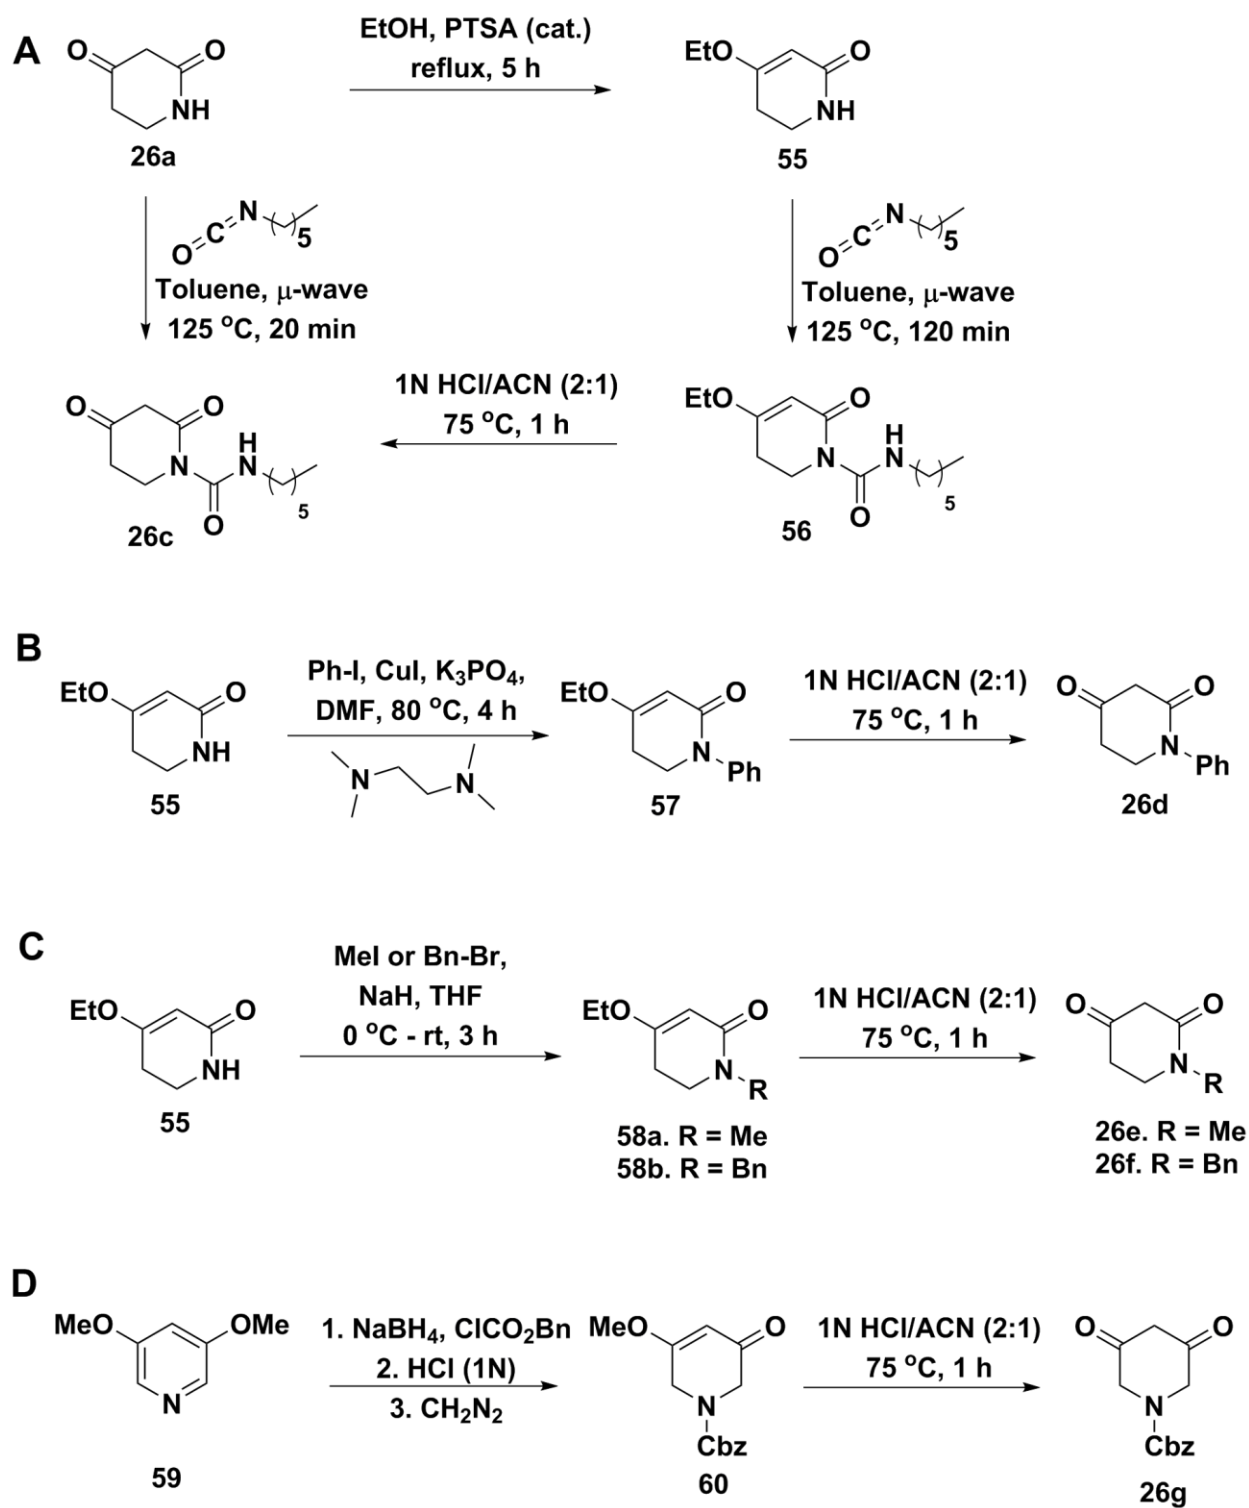 A
O
O
NH
26a
EtOH, PTSA (cat.)
reflux, 5 h
EtO
O
NH
55
O
C
N
5
Toluene, μ-wave
125 °C, 20 min
O
C
N
5
Toluene, μ-wave
125 °C, 120 min
O
O
N
H
N
5
O
26c
1N HCl/ACN (2:1)
75 °C, 1 h
EtO
O
N
H
N
5
O
56
B
EtO
O
NH
55
Ph-I, CuI, K₃PO₄,
DMF, 80 °C, 4 h
N
N
EtO
O
N
Ph
57
1N HCl/ACN (2:1)
75 °C, 1 h
O
O
N
Ph
26d
C
EtO
O
NH
55
MeI or Bn-Br,
NaH, THF
0 °C - rt, 3 h
EtO
O
N
R
58a. R = Me
58b. R = Bn
1N HCl/ACN (2:1)
75 °C, 1 h
O
O
N
R
26e. R = Me
26f. R = Bn
D
MeO
OMe
N
59
1. NaBH₄, ClCO₂Bn
2. HCl (1N)
3. CH₂N₂
MeO
O
N
Cbz
60
1N HCl/ACN (2:1)
75 °C, 1 h
O
O
N
Cbz
26g